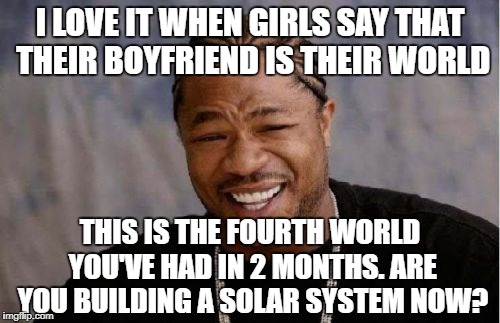 I LOVE IT WHEN GIRLS SAY THAT
THEIR BOYFRIEND IS THEIR WORLD
THIS IS THE FOURTH WORLD
YOU'VE HAD IN 2 MONTHS. ARE
YOU BUILDING A SOLAR SYSTEM NOW?
imgflip.com